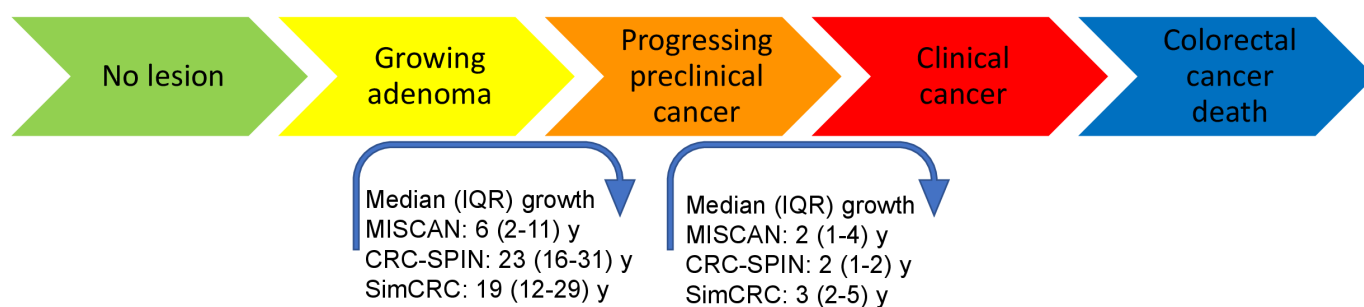 No lesion
Growing
adenoma
Progressing
preclinical
cancer
Clinical
cancer
Colorectal
cancer
death
Median (IQR) growth
MISCAN: 6 (2-11) y
CRC-SPIN: 23 (16-31) y
SimCRC: 19 (12-29) y
Median (IQR) growth
MISCAN: 2 (1-4) y
CRC-SPIN: 2 (1-2) y
SimCRC: 3 (2-5) y